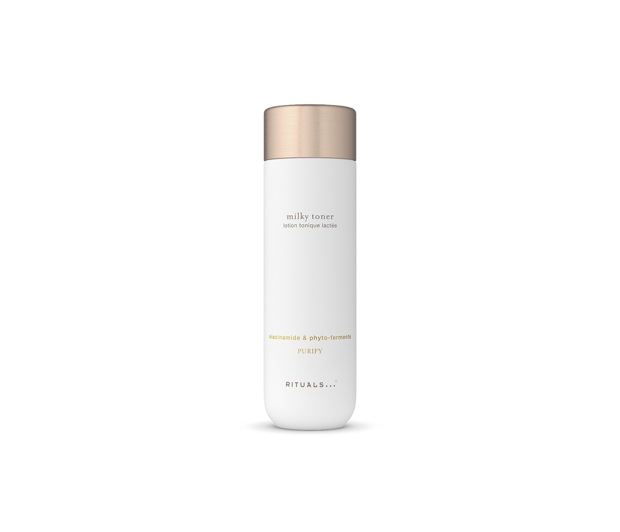 milky toner
lotion tonique lactée
niacinamide & phyto-ferments
PURIFY
RITUALS...